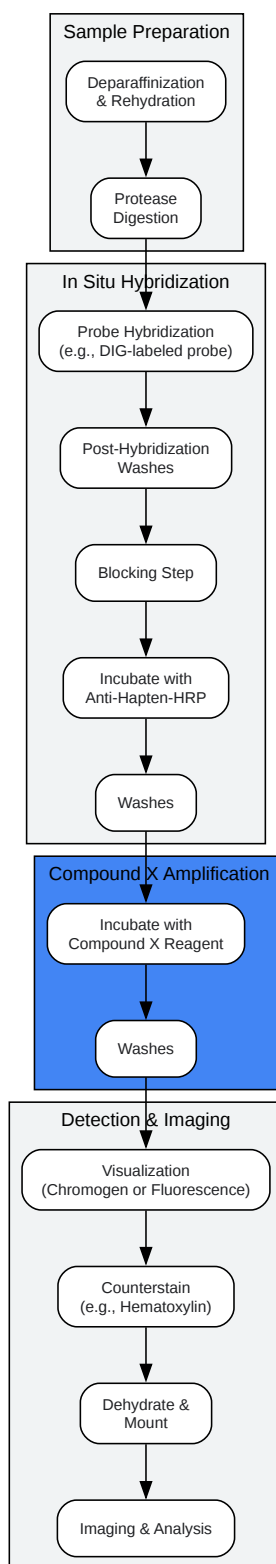 Sample Preparation
Deparaffinization
& Rehydration
Protease
Digestion
In Situ Hybridization
Probe Hybridization
(e.g., DIG-labeled probe)
Post-Hybridization
Washes
Blocking Step
Incubate with
Anti-Hapten-HRP
Washes
Compound X Amplification
Incubate with
Compound X Reagent
Washes
Detection & Imaging
Visualization
(Chromogen or Fluorescence)
Counterstain
(e.g., Hematoxylin)
Dehydrate &
Mount
Imaging & Analysis